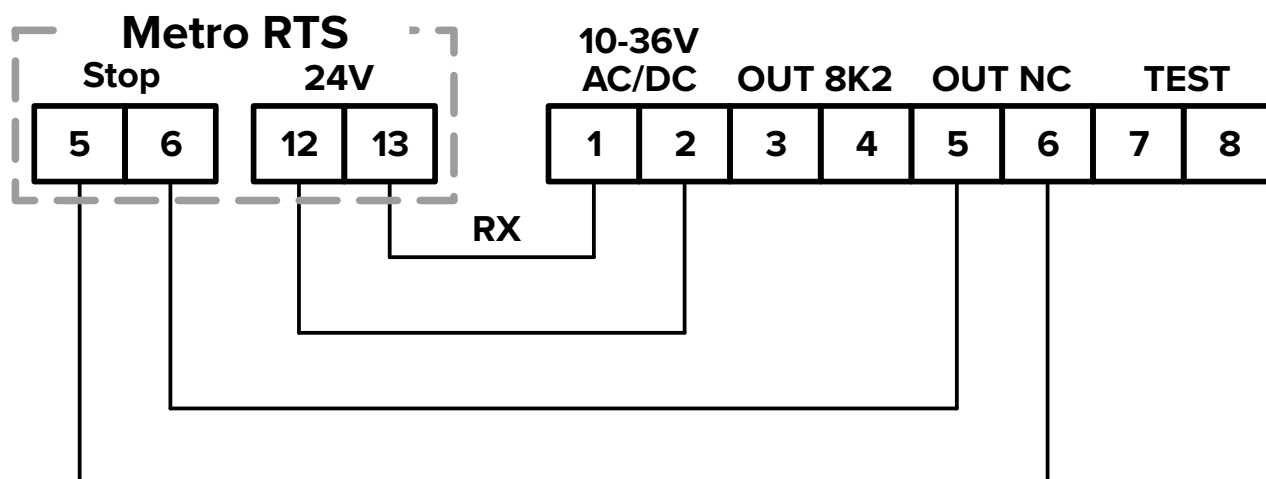 Metro RTS
Stop 24V
5 6 12 13
10-36V
AC/DC OUT 8K2 OUT NC TEST
1 2 3 4 5 6 7 8
RX